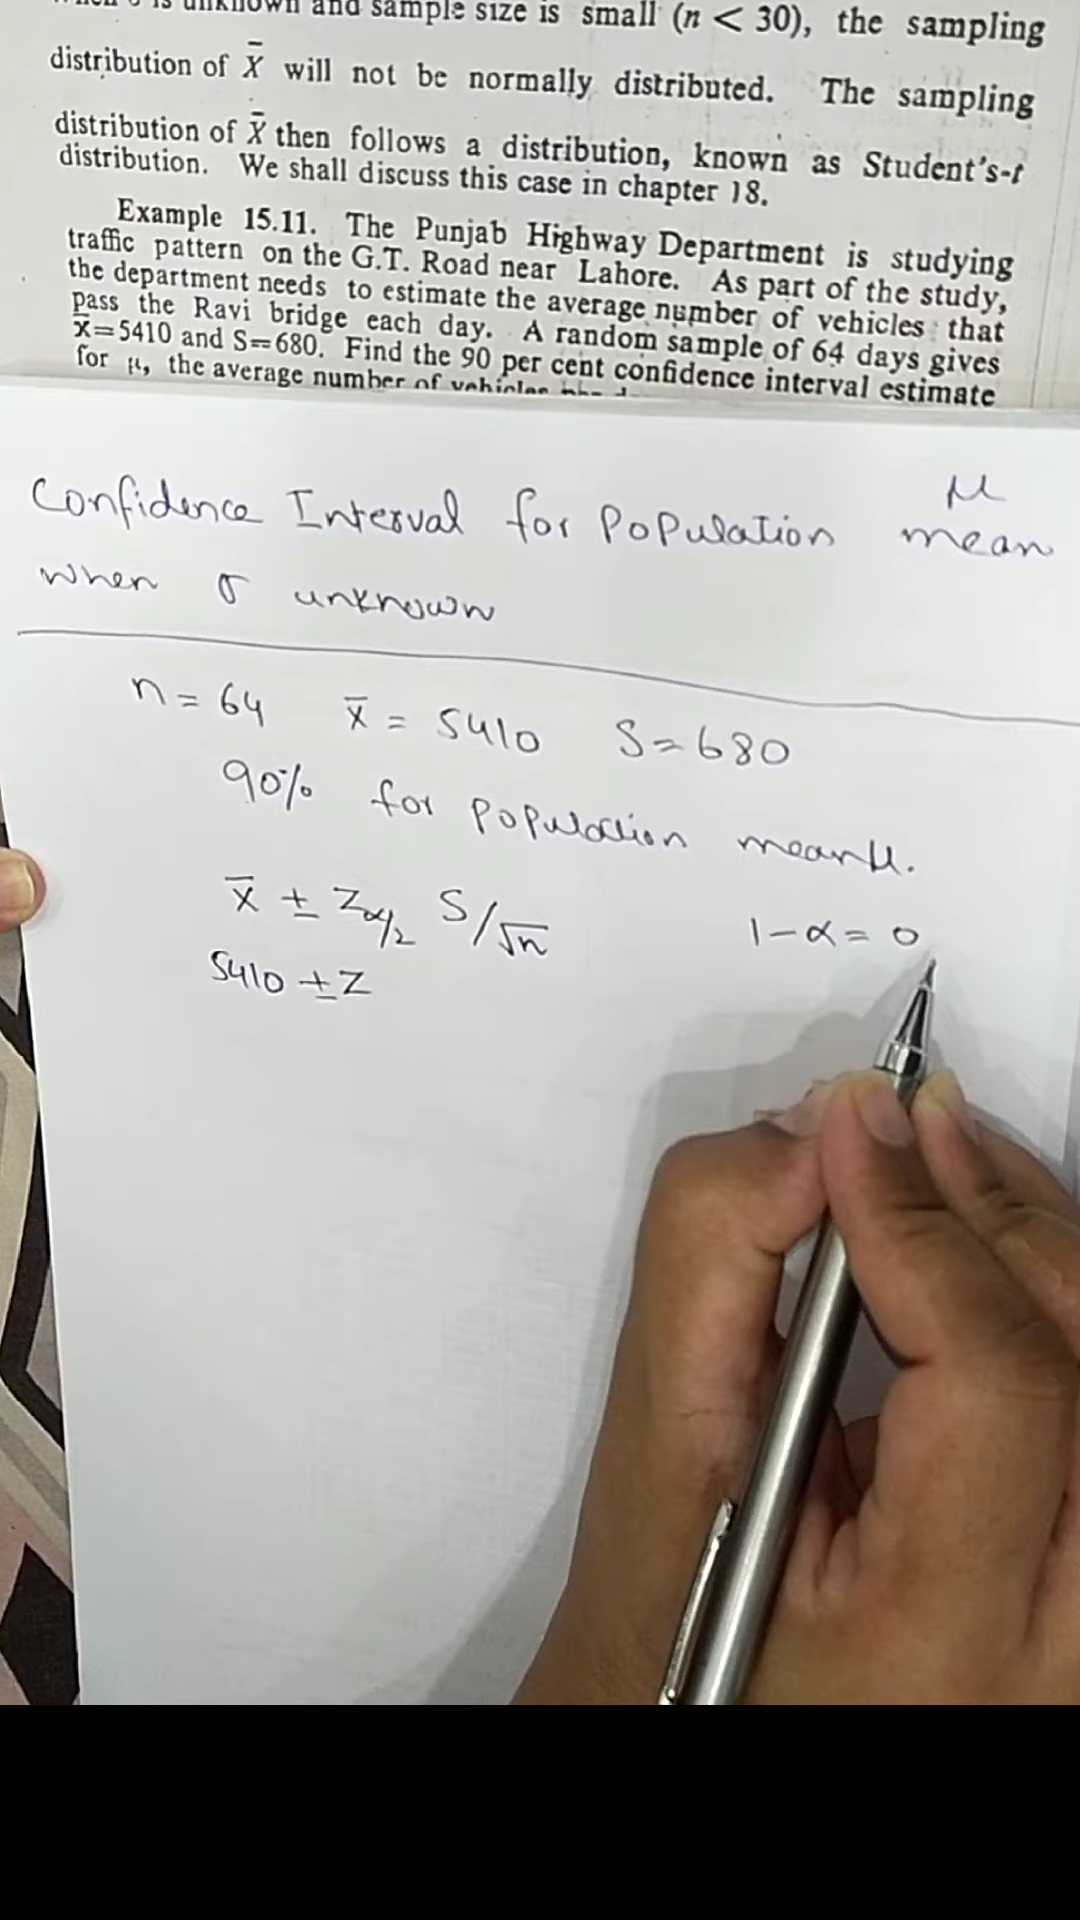 is unknown and sample size is small (n < 30), the sampling
distribution of X̄ will not be normally distributed. The sampling
distribution of X̄ then follows a distribution, known as Student's-t
distribution. We shall discuss this case in chapter 18.
Example 15.11. The Punjab Highway Department is studying
traffic pattern on the G.T. Road near Lahore. As part of the study,
the department needs to estimate the average number of vehicles that
pass the Ravi bridge each day. A random sample of 64 days gives
x̄=5410 and S=680. Find the 90 per cent confidence interval estimate
for μ, the average number of vehicles
μ
Confidence Interval for Population mean
when σ unknown
n = 64 x̄ = 5410 S=680
90% for population mean μ.
x̄ ± Zα/2 S/√n 1-α= 0
5410 ±Z